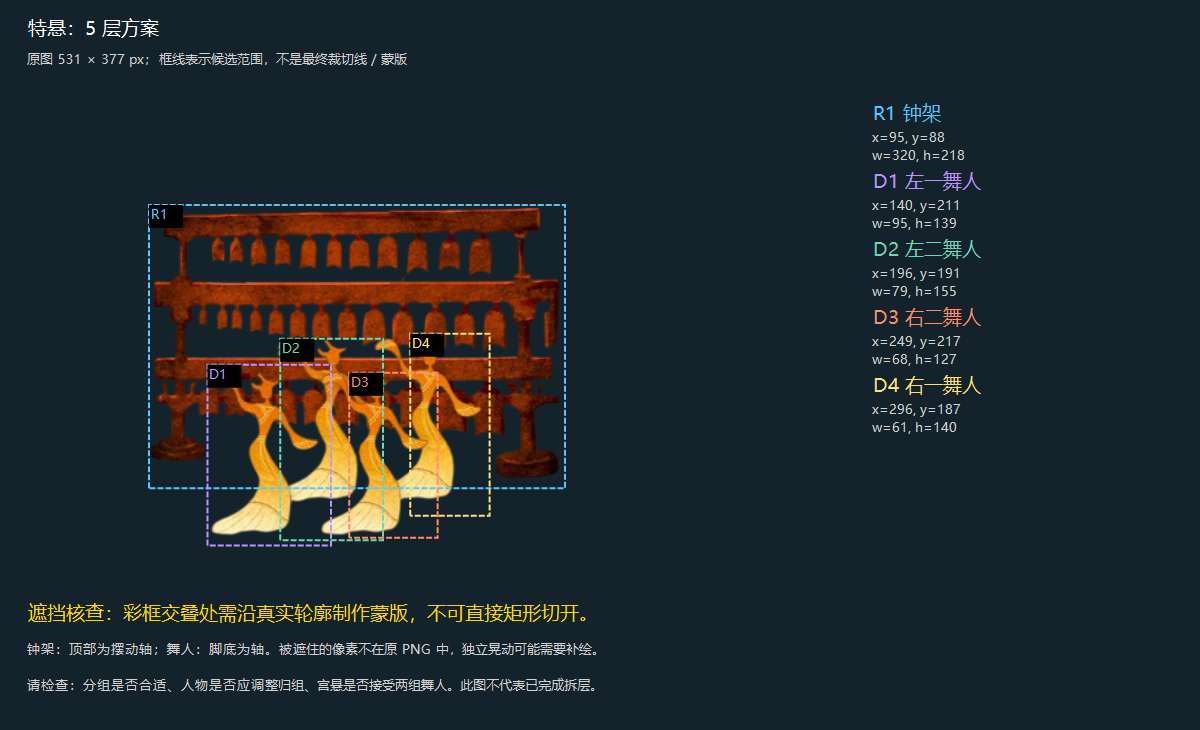 特悬：5 层方案
原图 531 × 377 px；框线表示候选范围，不是最终裁切线 / 蒙版
R1 钟架
x=95, y=88
w=320, h=218
D1 左一舞人
x=140, y=211
w=95, h=139
D2 左二舞人
x=196, y=191
w=79, h=155
D3 右二舞人
x=249, y=217
w=68, h=127
D4 右一舞人
x=296, y=187
w=61, h=140
R1
D4
D2
D1
D3
遮挡核查：彩框交叠处需沿真实轮廓制作蒙版，不可直接矩形切开。
钟架：顶部为摆动轴；舞人：脚底为轴。被遮住的像素不在原 PNG 中，独立晃动可能需要补绘。
请检查：分组是否合适、人物是否应调整归组、宫悬是否接受两组舞人。此图不代表已完成拆层。